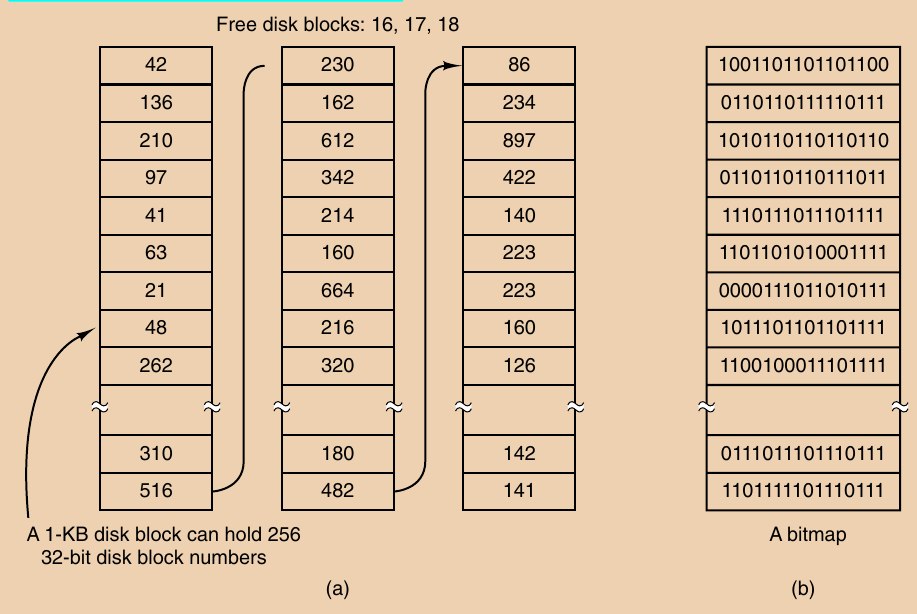 Free disk blocks: 16, 17, 18
42 230 86 1001101101101100
136 162 234 0110110111110111
210 612 897 1010110110110110
97 342 422 0110110110111011
41 214 140 1110111011101111
63 160 223 1101101010001111
21 664 223 0000111011010111
48 216 160 1011101101101111
262 320 126 1100100011101111
310 180 142 0111011101110111
516 482 141 1101111101110111
A 1-KB disk block can hold 256
32-bit disk block numbers
A bitmap
(a) (b)